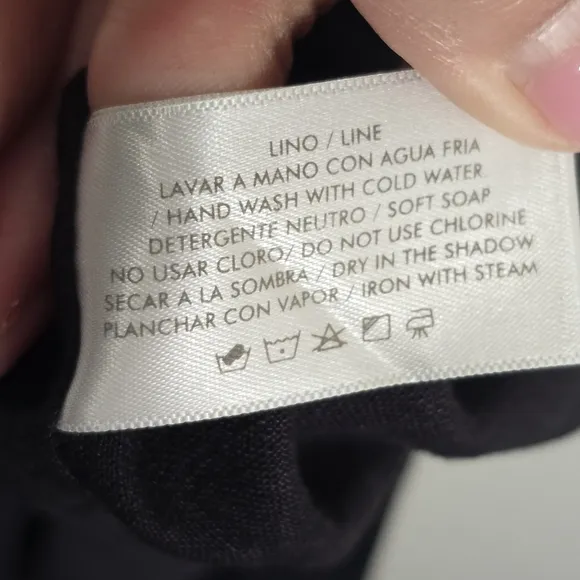 LINO / LINE
LAVAR A MANO CON AGUA FRIA
/ HAND WASH WITH COLD WATER
DETERGENTE NEUTRO / SOFT SOAP
NO USAR CLORO/ DO NOT USE CHLORINE
SECAR A LA SOMBRA / DRY IN THE SHADOW
PLANCHAR CON VAPOR / IRON WITH STEAM